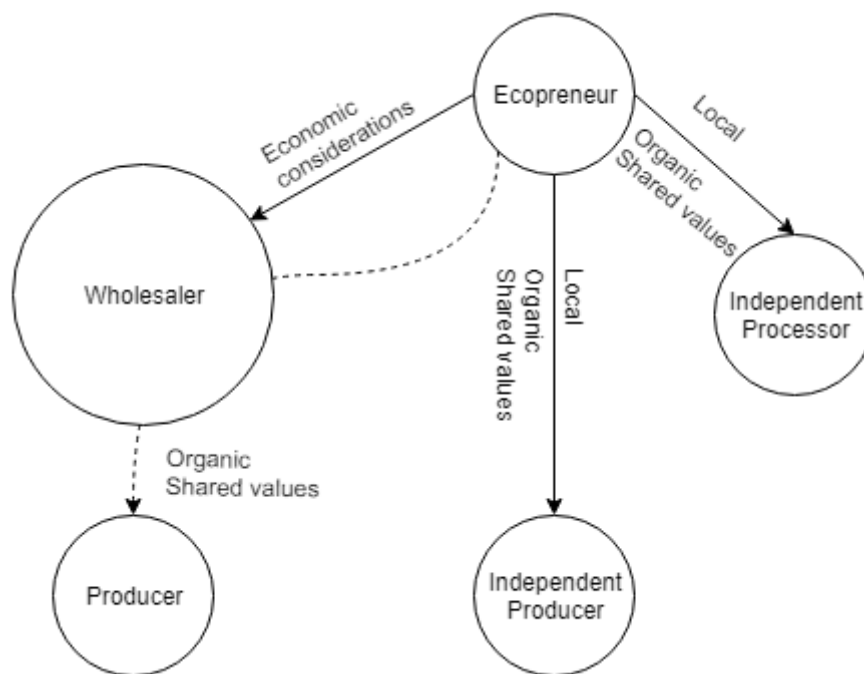 Ecopreneur
Economic
considerations
Local
Organic
Shared values
Wholesaler
Local
Organic
Shared values
Independent
Processor
Organic
Shared values
Producer
Independent
Producer